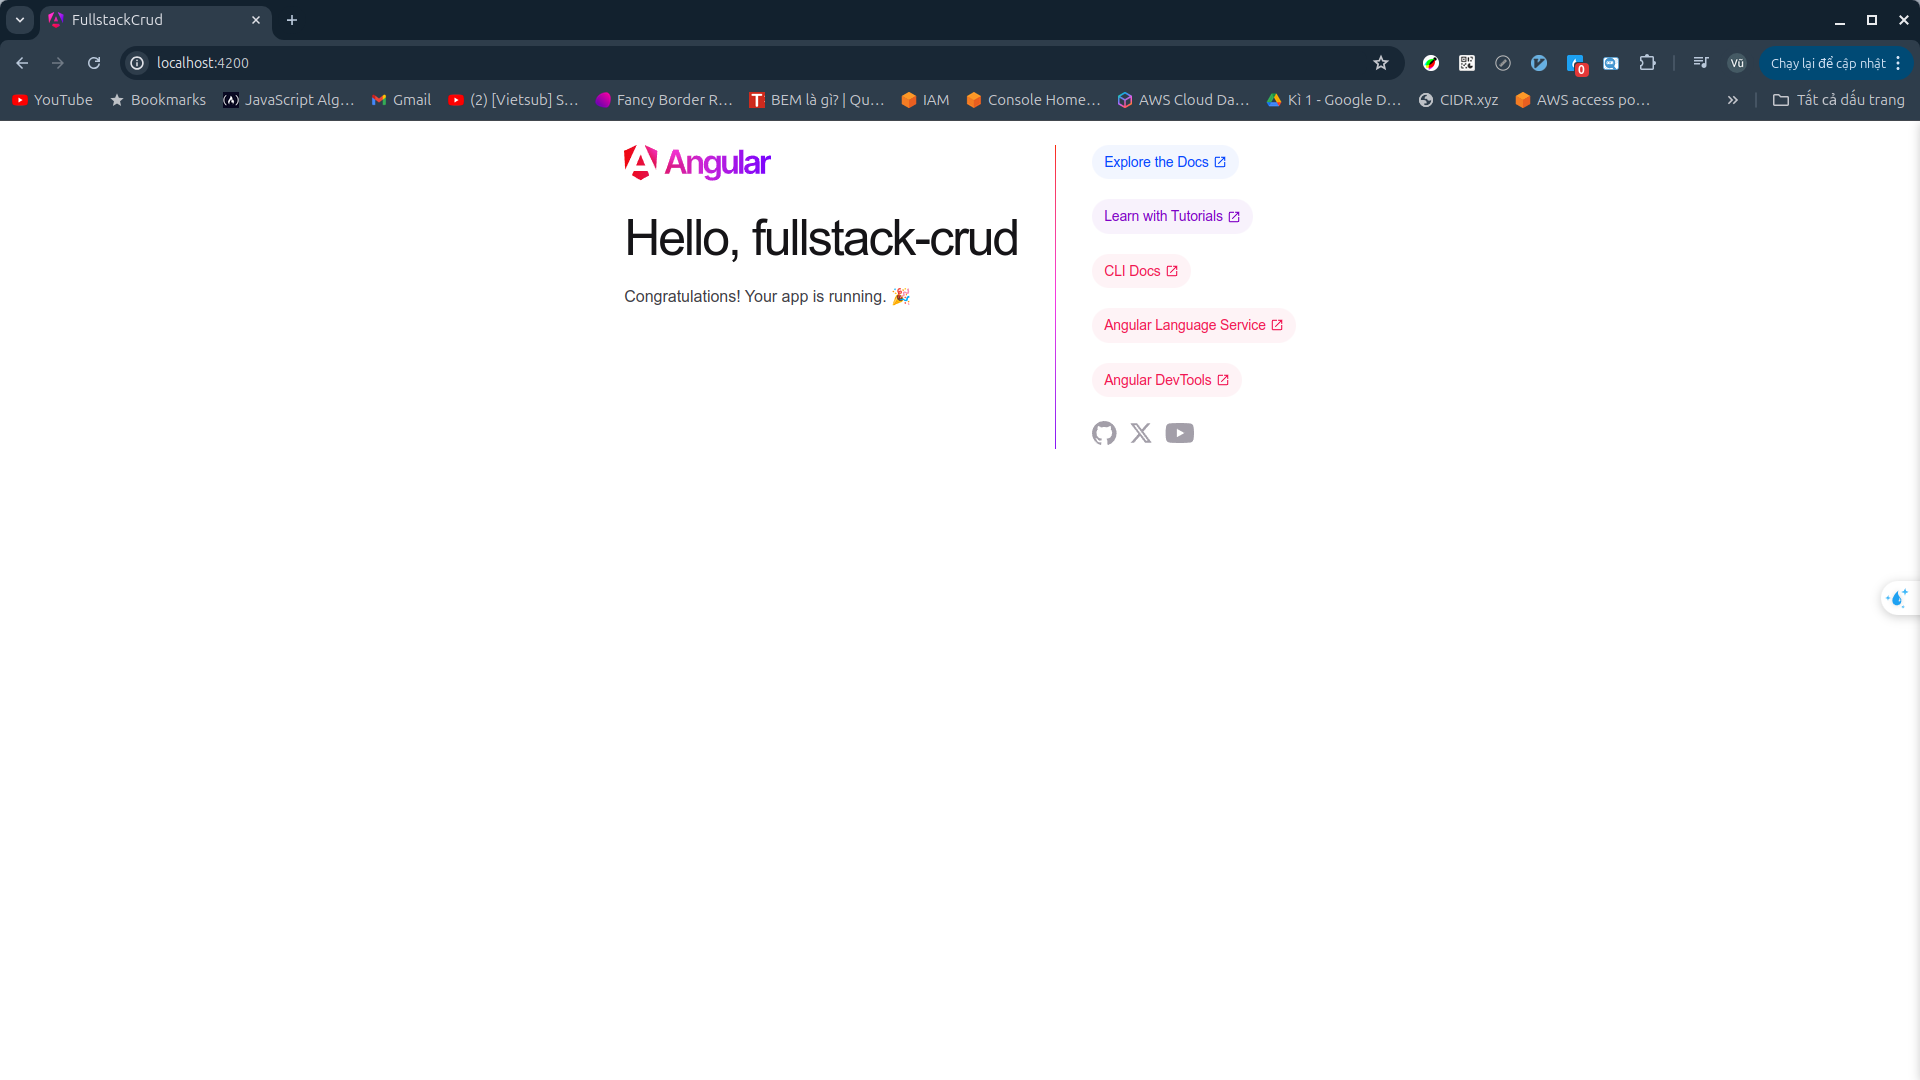 FullstackCrud
localhost:4200
Vũ
Chạy lại để cập nhật
YouTube
Bookmarks
JavaScript Alg...
Gmail
(2) [Vietsub] S...
Fancy Border R...
BEM là gì? | Qu...
IAM
Console Home...
AWS Cloud Da...
Kì 1 - Google D...
CIDR.xyz
AWS access po...
Tất cả dấu trang
0
Angular
Hello, fullstack-crud
Congratulations! Your app is running. 🎉
Explore the Docs
Learn with Tutorials
CLI Docs
Angular Language Service
Angular DevTools